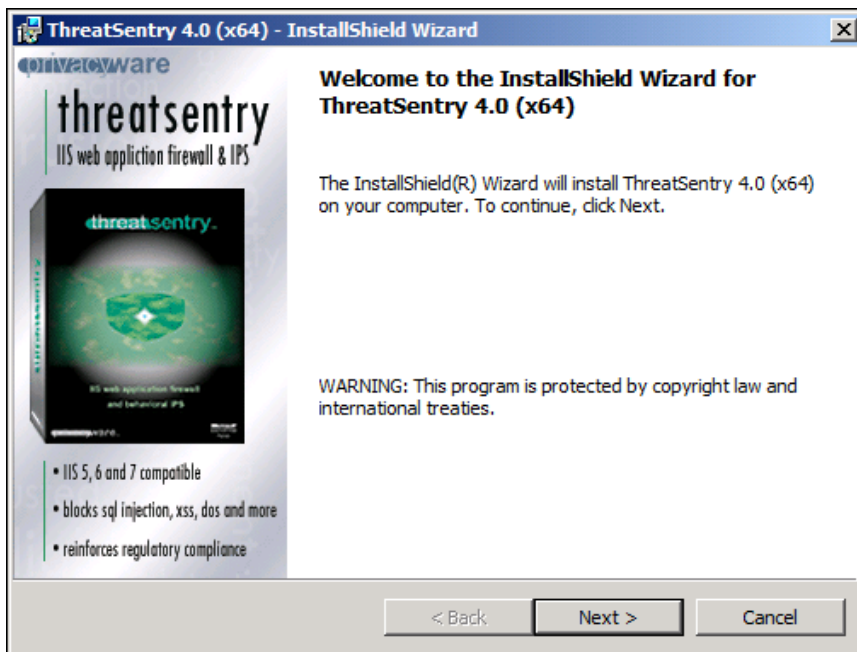 ThreatSentry 4.0 (x64) - InstallShield Wizard
privacyware
threatsentry
IIS web appliction firewall & IPS
threatsentry.
threatsentry
IIS web application firewall
and behavioral IPS
privacyware.
• IIS 5, 6 and 7 compatible
• blocks sql injection, xss, dos and more
• reinforces regulatory compliance
Welcome to the InstallShield Wizard for
ThreatSentry 4.0 (x64)
The InstallShield(R) Wizard will install ThreatSentry 4.0 (x64)
on your computer. To continue, click Next.
WARNING: This program is protected by copyright law and
international treaties.
< Back
Next >
Cancel